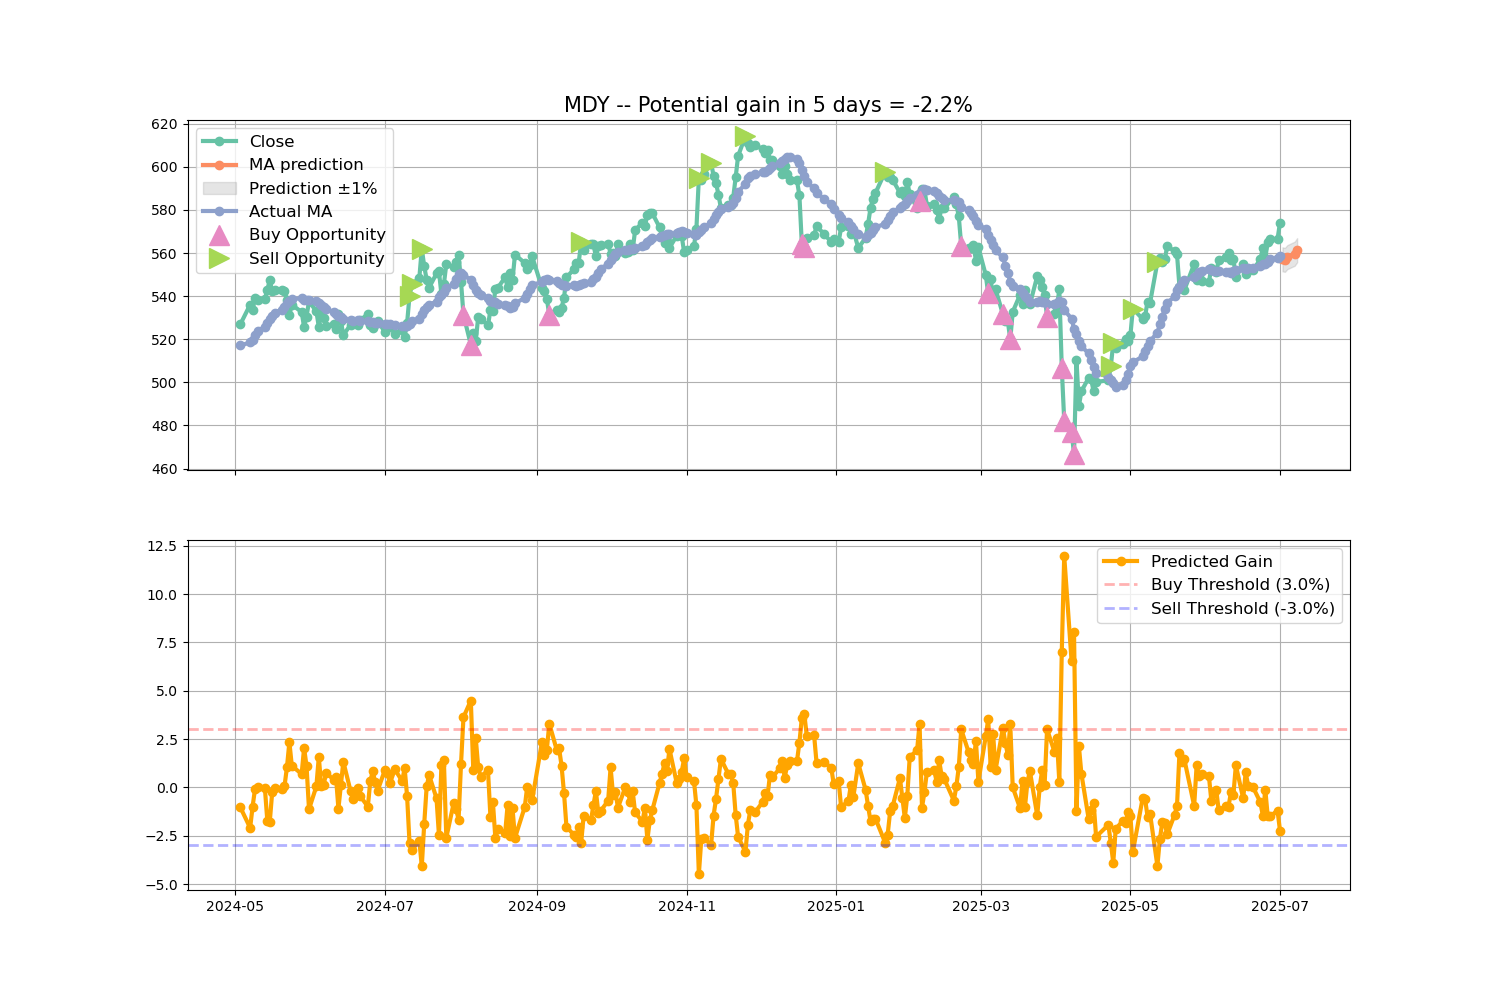 MDY -- Potential gain in 5 days = -2.2%
620
600
580
560
540
520
500
480
460
Close
MA prediction
Prediction ±1%
Actual MA
Buy Opportunity
Sell Opportunity
12.5
10.0
7.5
5.0
2.5
0.0
−2.5
−5.0
Predicted Gain
Buy Threshold (3.0%)
Sell Threshold (-3.0%)
2024-05 2024-07 2024-09 2024-11 2025-01 2025-03 2025-05 2025-07